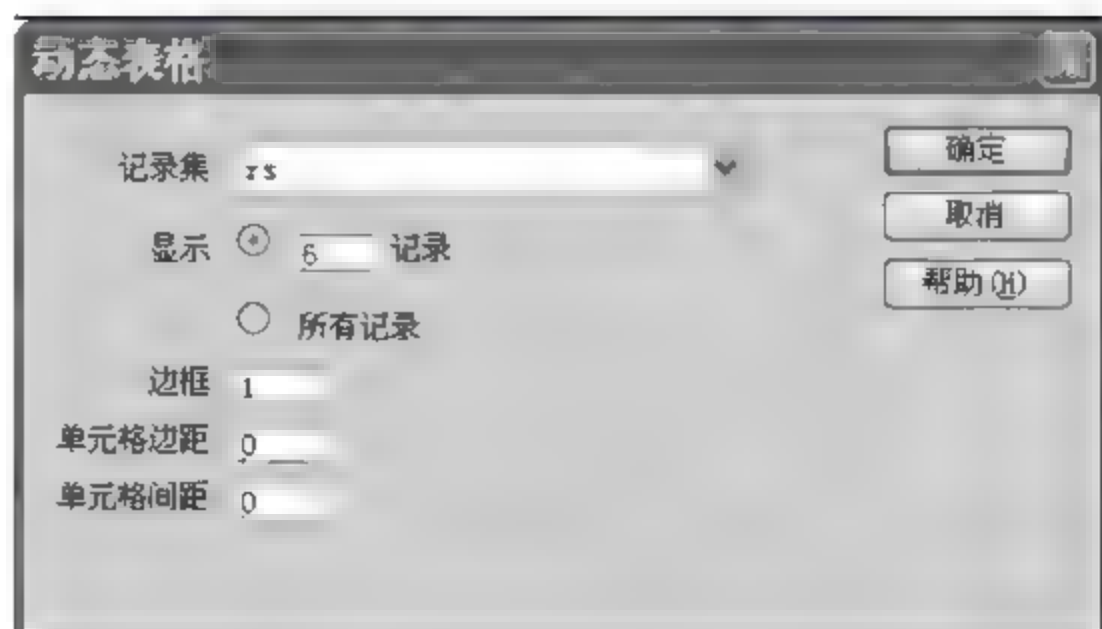 动态表格
记录集 rs
确定
取消
显示 6 记录
帮助(H)
所有记录
边框 1
单元格边距 0
单元格间距 0